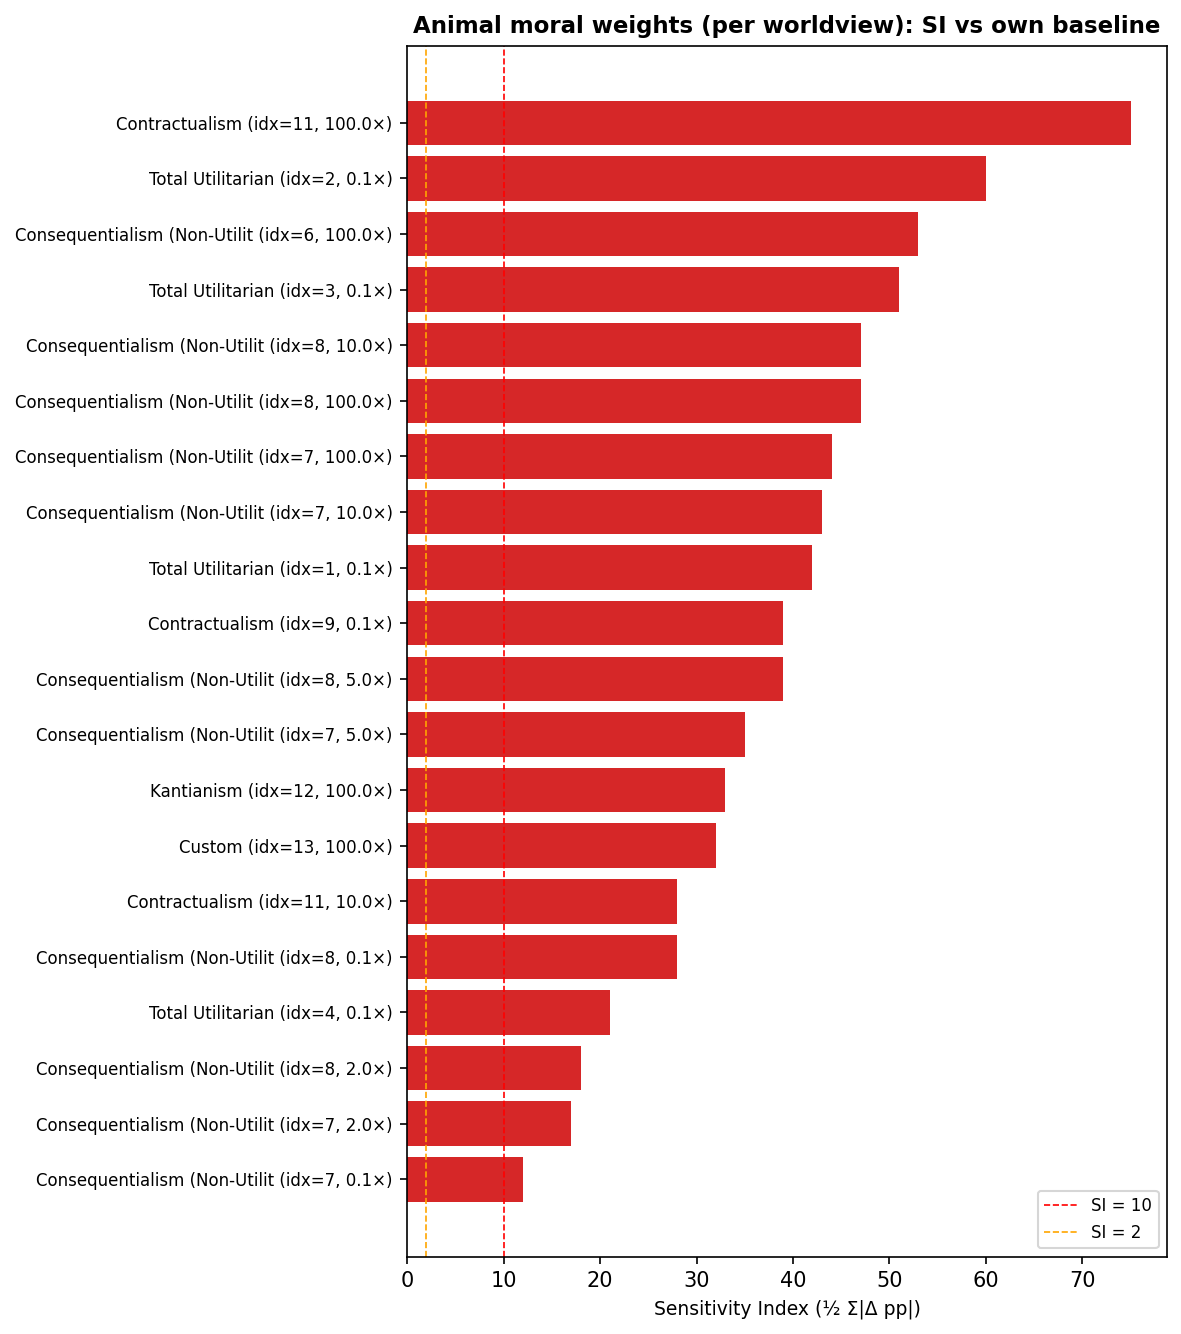 Animal moral weights (per worldview): SI vs own baseline
Contractualism (idx=11, 100.0×)
Total Utilitarian (idx=2, 0.1×)
Consequentialism (Non-Utilit (idx=6, 100.0×)
Total Utilitarian (idx=3, 0.1×)
Consequentialism (Non-Utilit (idx=8, 10.0×)
Consequentialism (Non-Utilit (idx=8, 100.0×)
Consequentialism (Non-Utilit (idx=7, 100.0×)
Consequentialism (Non-Utilit (idx=7, 10.0×)
Total Utilitarian (idx=1, 0.1×)
Contractualism (idx=9, 0.1×)
Consequentialism (Non-Utilit (idx=8, 5.0×)
Consequentialism (Non-Utilit (idx=7, 5.0×)
Kantianism (idx=12, 100.0×)
Custom (idx=13, 100.0×)
Contractualism (idx=11, 10.0×)
Consequentialism (Non-Utilit (idx=8, 0.1×)
Total Utilitarian (idx=4, 0.1×)
Consequentialism (Non-Utilit (idx=8, 2.0×)
Consequentialism (Non-Utilit (idx=7, 2.0×)
Consequentialism (Non-Utilit (idx=7, 0.1×)
SI = 10
SI = 2
0 10 20 30 40 50 60 70
Sensitivity Index (½ Σ|Δ pp|)